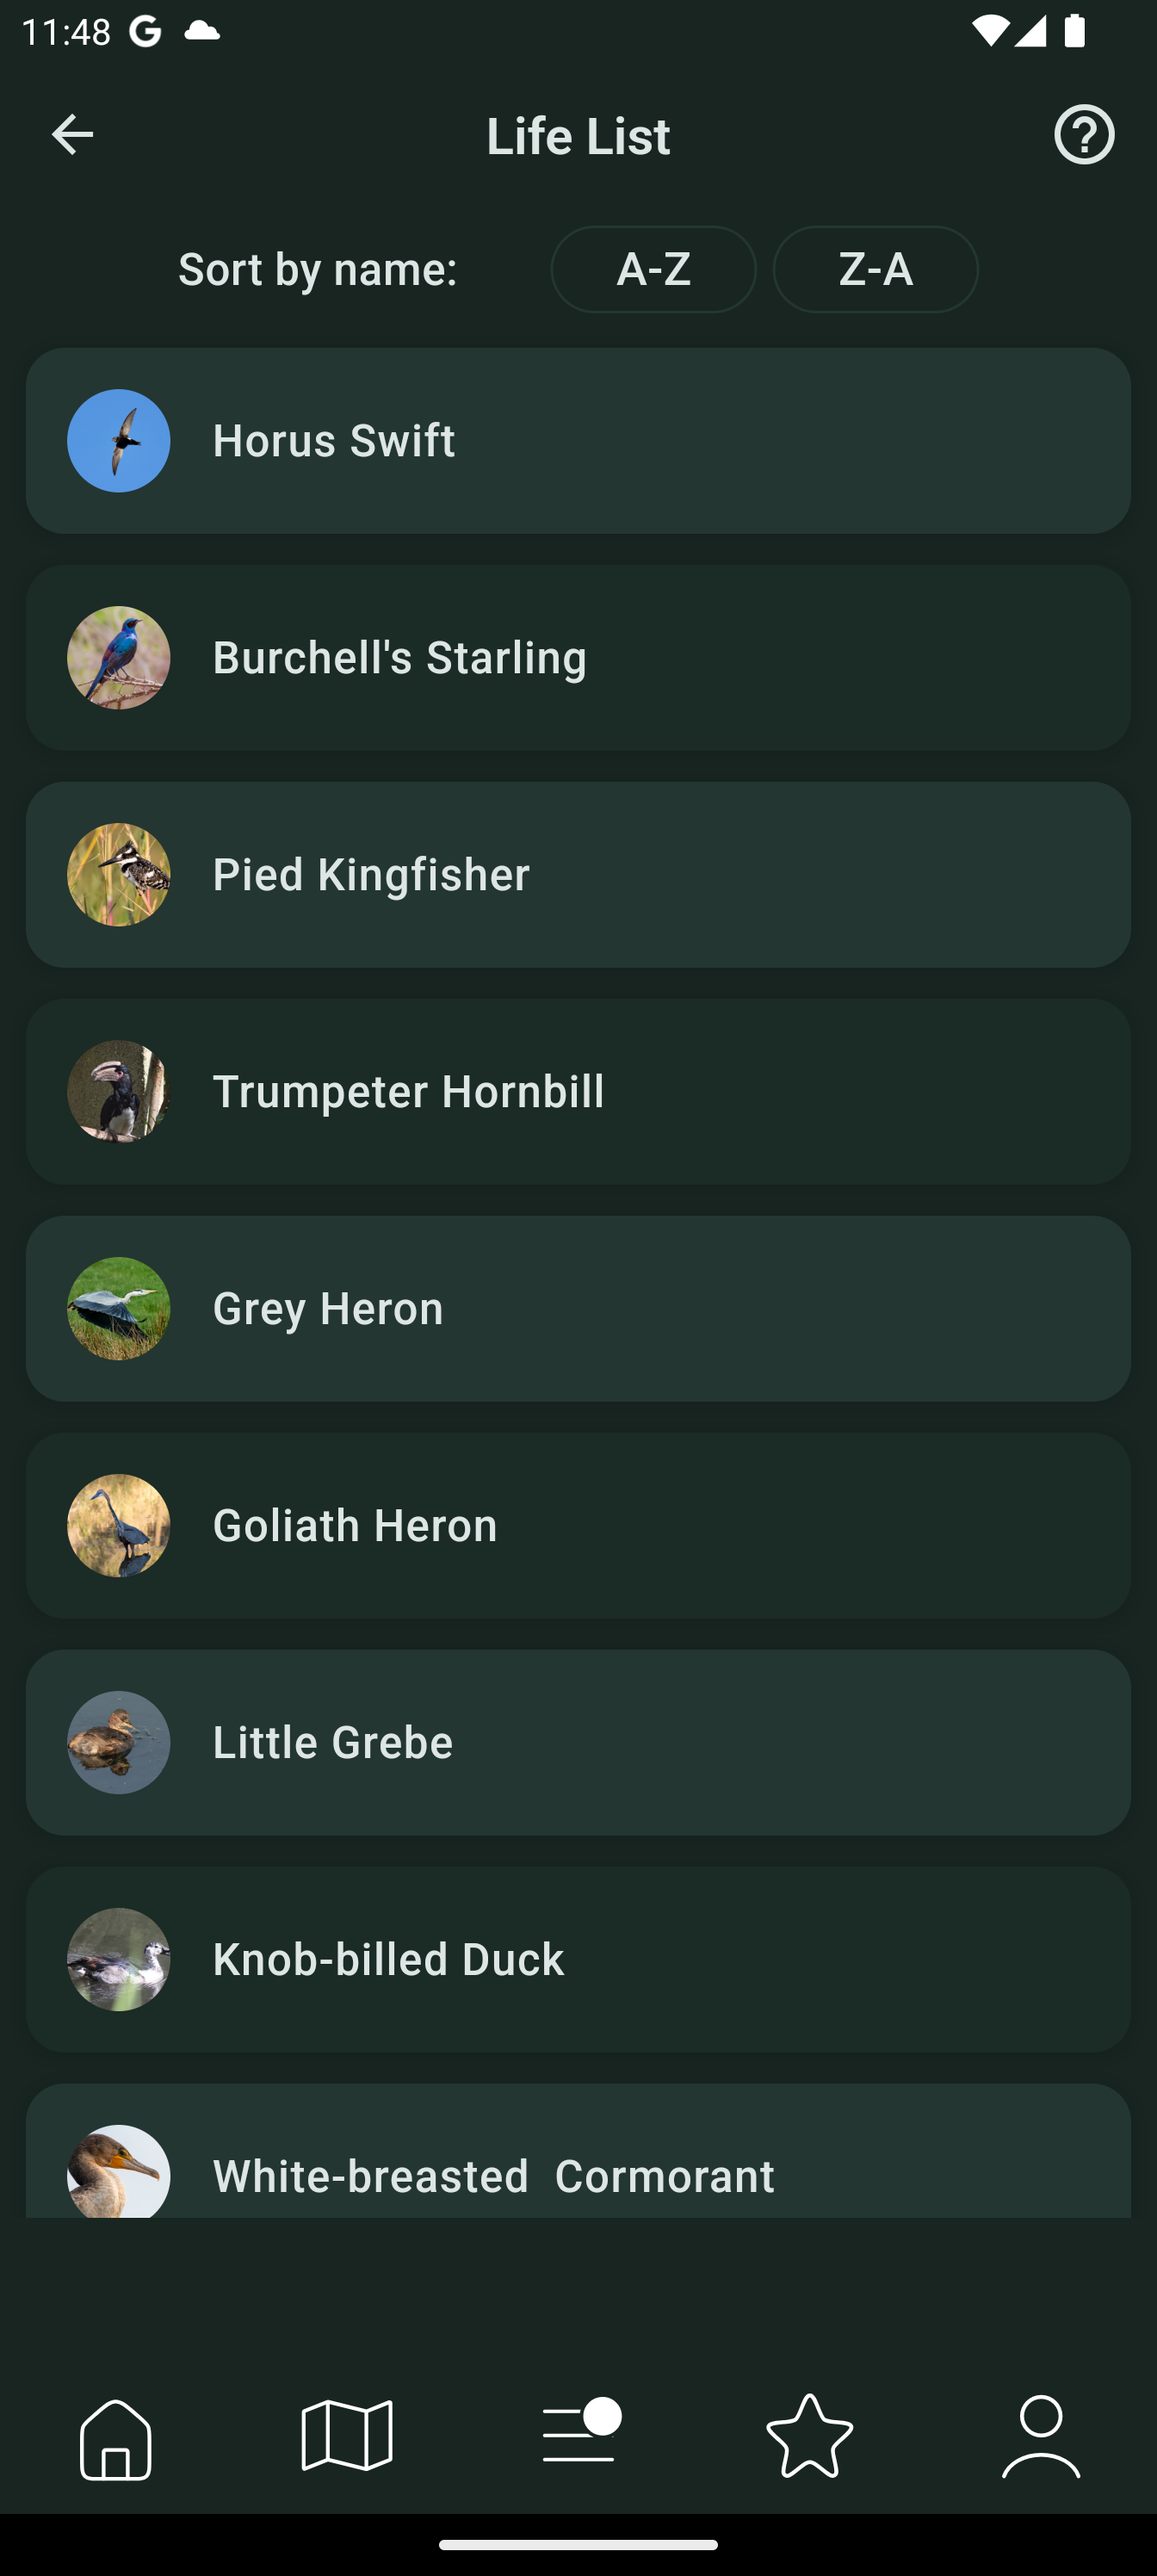 11:48
Life List
Sort by name: A-Z Z-A
Horus Swift
Burchell's Starling
Pied Kingfisher
Trumpeter Hornbill
Grey Heron
Goliath Heron
Little Grebe
Knob-billed Duck
White-breasted  Cormorant